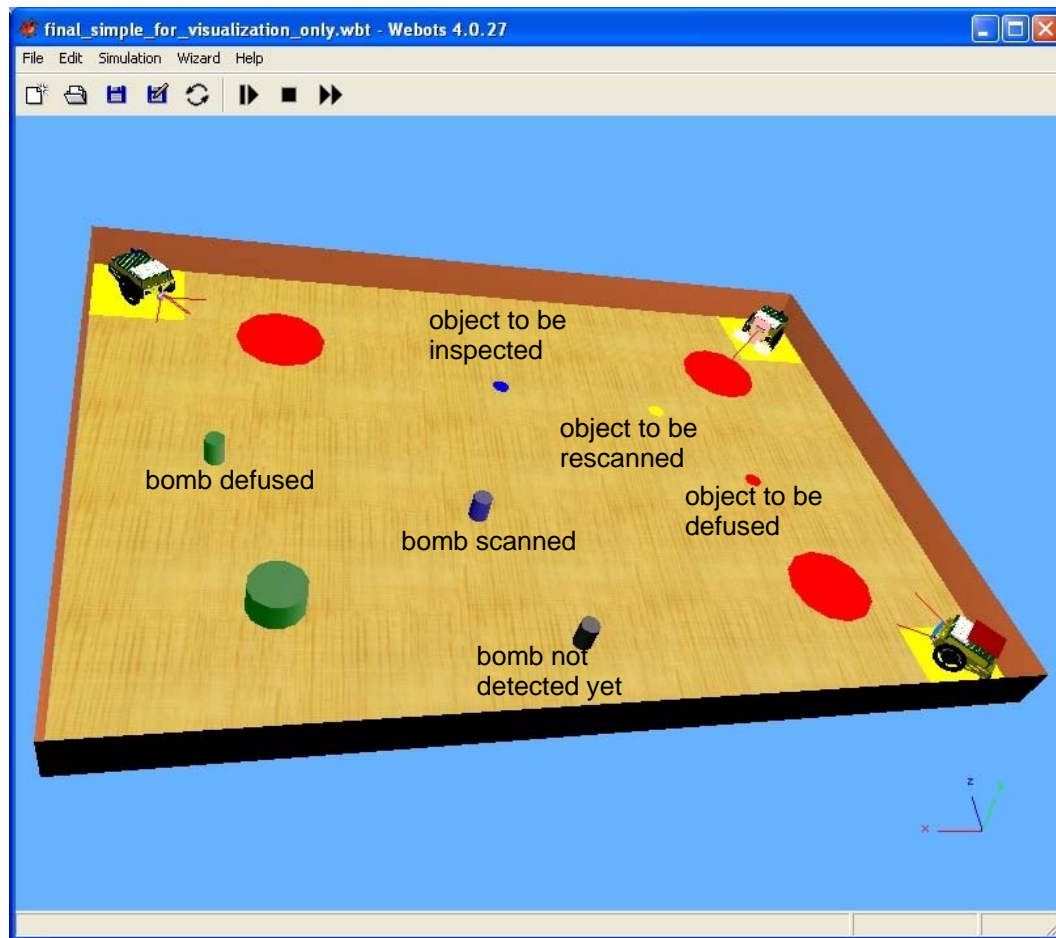 final_simple_for_visualization_only.wbt - Webots 4.0.27
File Edit Simulation Wizard Help
object to be
inspected
object to be
rescanned
bomb defused
object to be
defused
bomb scanned
bomb not
detected yet
z
y
x